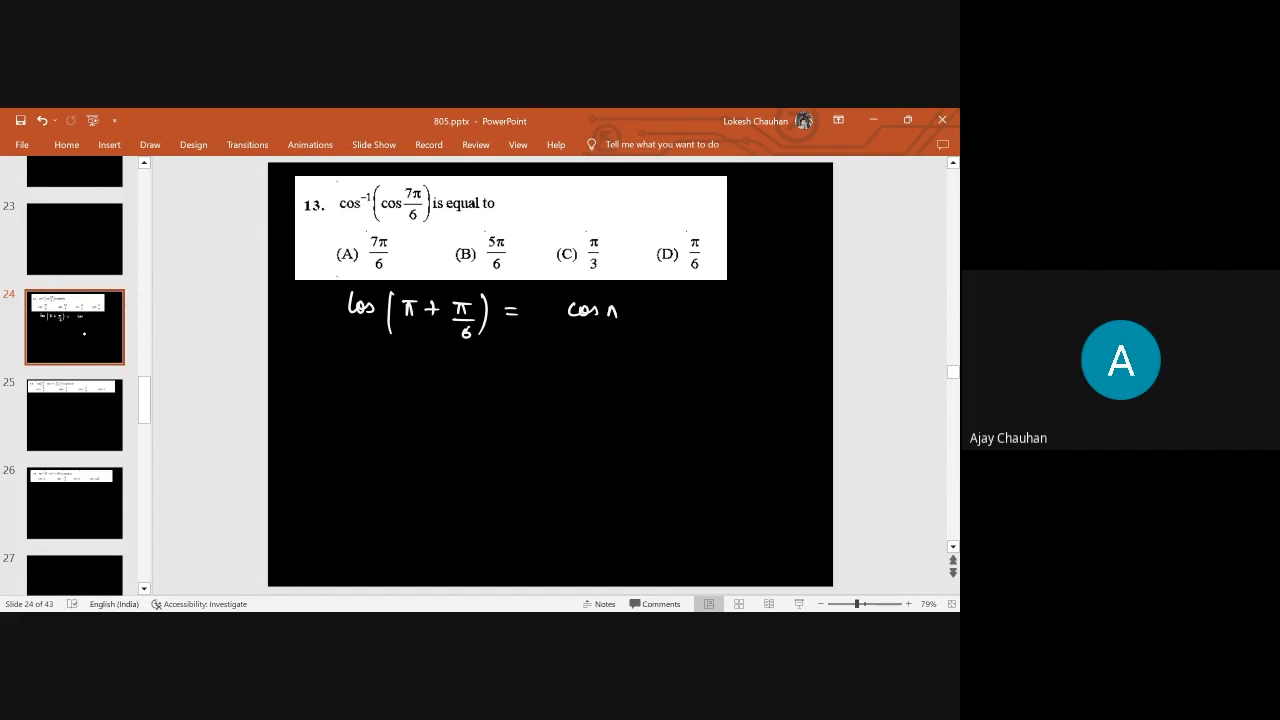 805.pptx - PowerPoint
Lokesh Chauhan
File Home Insert Draw Design Transitions Animations Slide Show Record Review View Help Tell me what you want to do
23
24
25
26
27
13. cos⁻¹(cos 7π/6) is equal to
(A) 7π/6 (B) 5π/6 (C) π/3 (D) π/6
cos(π + π/6) = cos
Ajay Chauhan
Slide 24 of 43 English (India) Accessibility: Investigate Notes Comments 79%
A